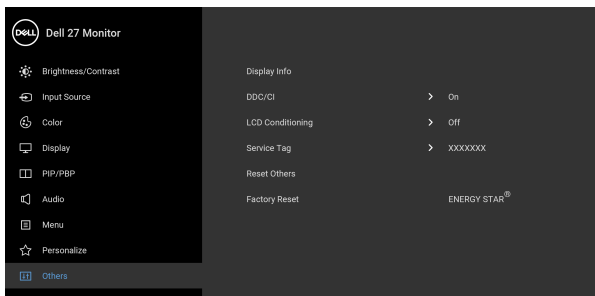 DELL Dell 27 Monitor
Brightness/Contrast
Input Source
Color
Display
PIP/PBP
Audio
Menu
Personalize
Others
Display Info
DDC/CI > On
LCD Conditioning > Off
Service Tag > XXXXXXX
Reset Others
Factory Reset ENERGY STAR®